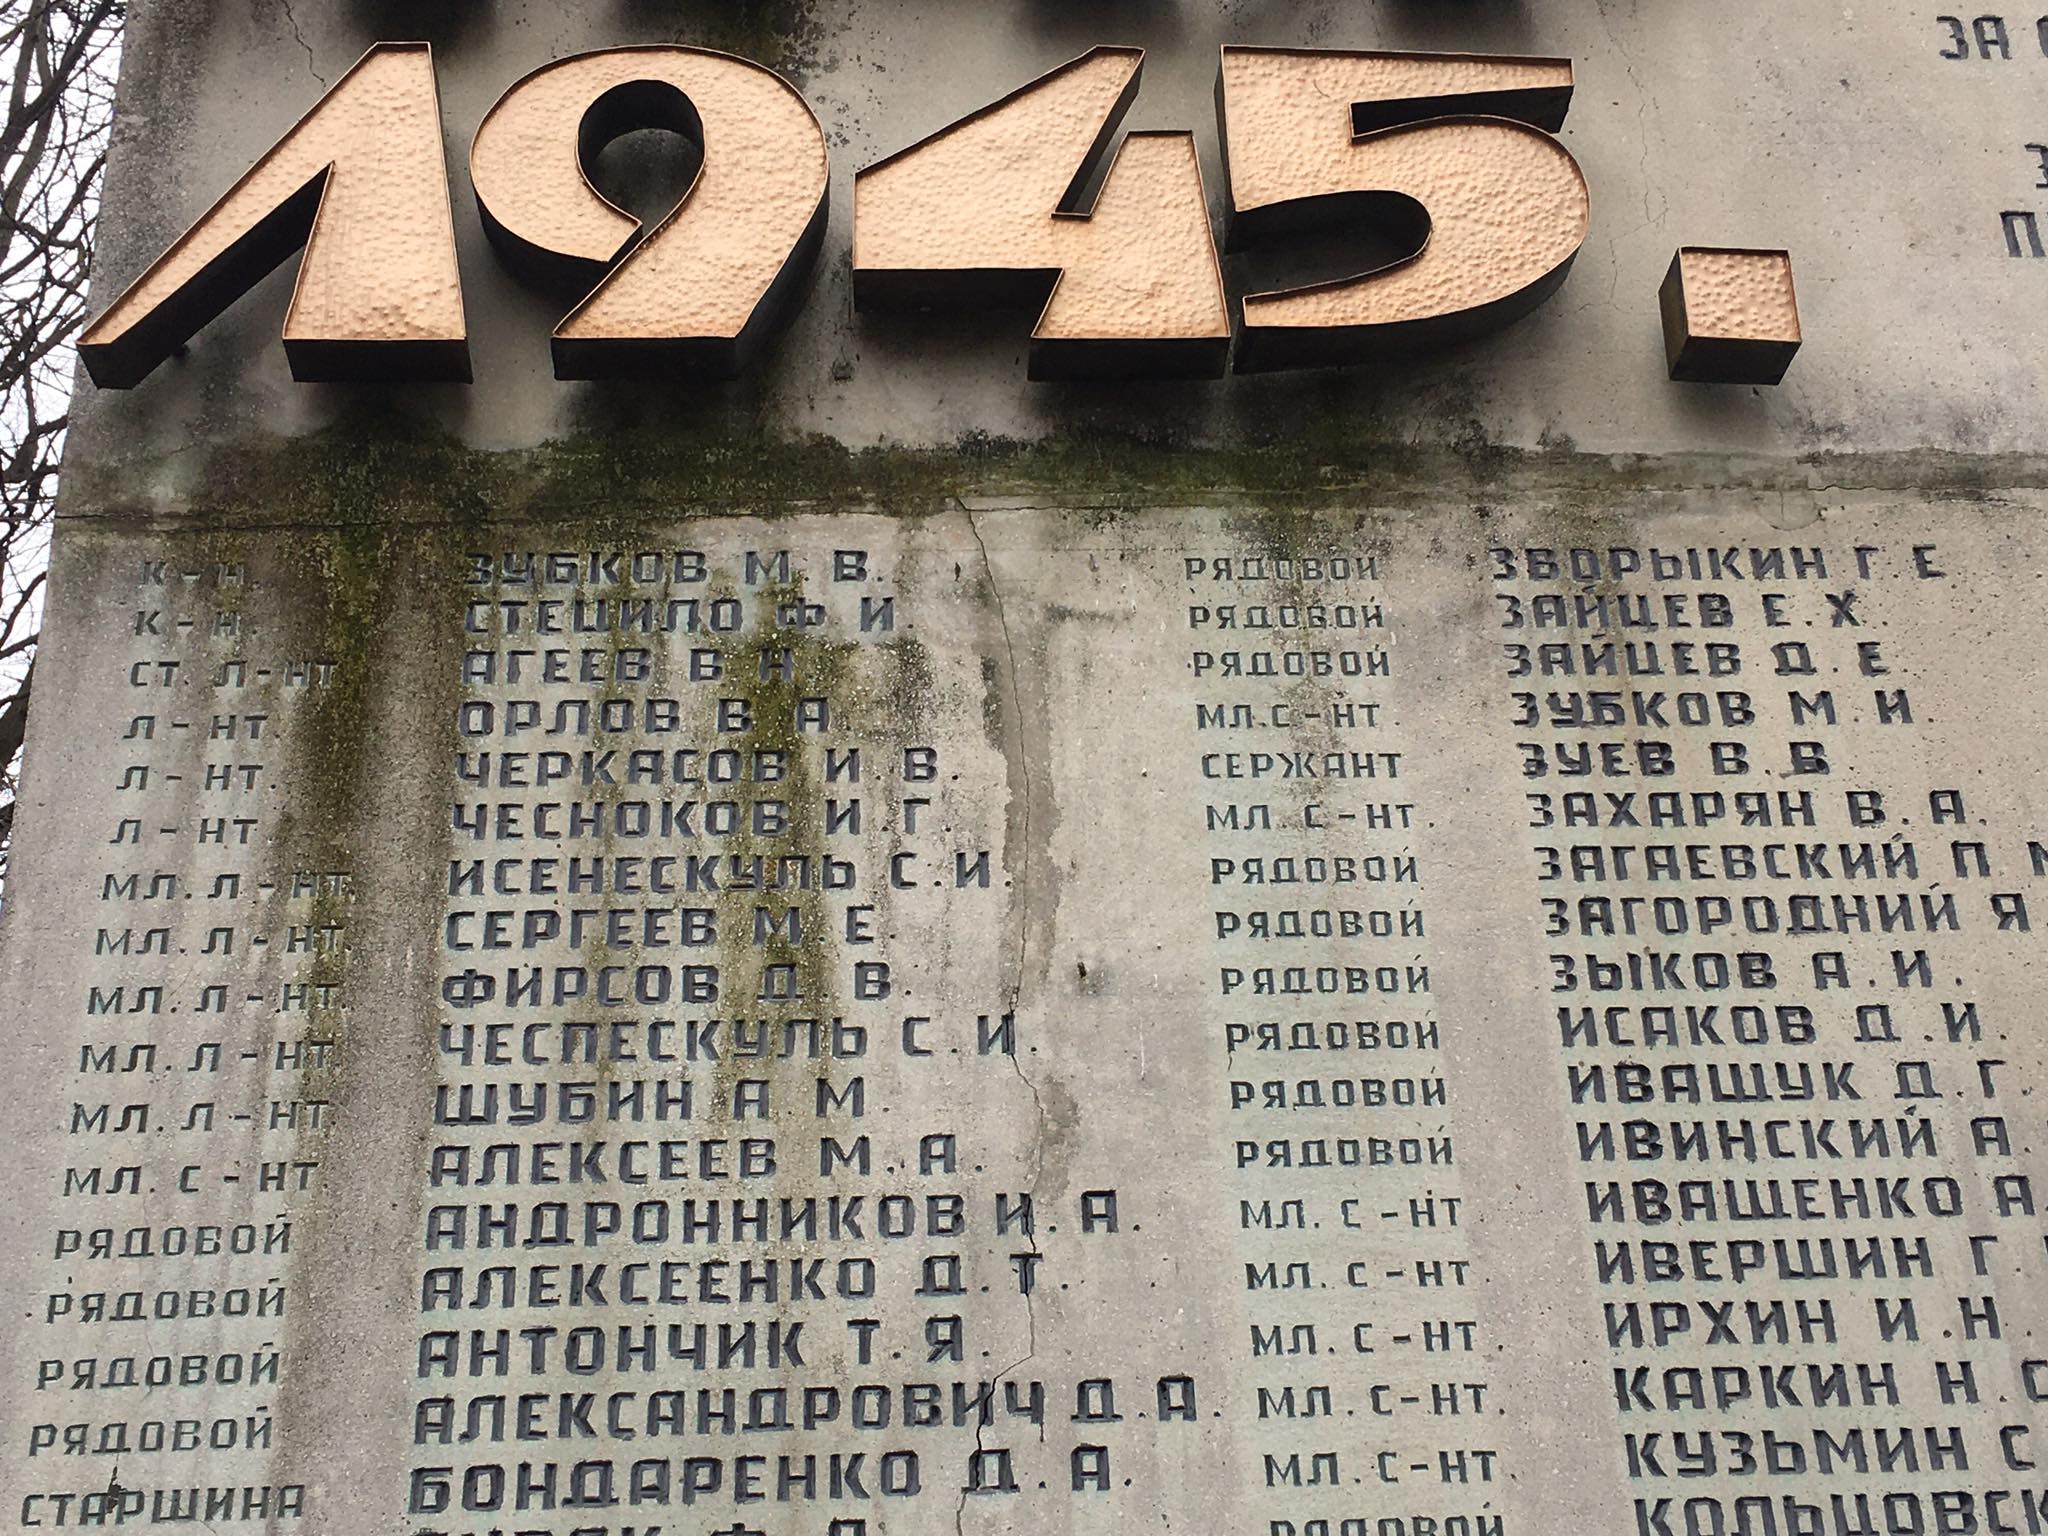 1945.
ЗА
П
К-Н. ЗУБКОВ М. В.
К-Н. СТЕЦИЛО Ф. И.
СТ. Л-НТ АГЕЕВ В Н
Л-НТ. ОРЛОВ В А
Л-НТ. ЧЕРКАСОВ И. В.
Л-НТ ЧЕСНОКОВ И. Г.
МЛ. Л-НТ. ИСЕНЕСКУЛЬ С. И.
МЛ. Л-НТ. СЕРГЕЕВ М. Е.
МЛ. Л-НТ. ФИРСОВ Д. В.
МЛ. Л-НТ. ЧЕСПЕСКУЛЬ С. И.
МЛ. Л-НТ. ШУБИН А М.
МЛ. С-НТ. АЛЕКСЕЕВ М. А.
РЯДОВОЙ АНДРОННИКОВ И. А.
РЯДОВОЙ АЛЕКСЕЕНКО Д. Т.
РЯДОВОЙ АНТОНЧИК Т. Я.
РЯДОВОЙ АЛЕКСАНДРОВИЧ Д. А.
СТАРШИНА БОНДАРЕНКО Д. А.
РЯДОВОЙ ЗБОРЫКИН Г. Е
РЯДОВОЙ ЗАЙЦЕВ Е. Х.
РЯДОВОЙ ЗАЙЦЕВ Д. Е.
МЛ. С-НТ. ЗУБКОВ М. И.
СЕРЖАНТ ЗУЕВ В. В.
МЛ. С-НТ. ЗАХАРЯН В. А.
РЯДОВОЙ ЗАГАЕВСКИЙ П
РЯДОВОЙ ЗАГОРОДНИЙ Я.
РЯДОВОЙ ЗЫКОВ А. И.
РЯДОВОЙ ИСАКОВ Д. И.
РЯДОВОЙ ИВАЩУК Д. Г.
РЯДОВОЙ ИВИНСКИЙ А.
МЛ. С-НТ ИВАЩЕНКО А.
МЛ. С-НТ. ИВЕРШИН Г.
МЛ. С-НТ. ИРХИН И. Н.
МЛ. С-НТ. КАРКИН Н. С
МЛ. С-НТ. КУЗЬМИН С
РЯДОВОЙ КОЛЬЦОВСК